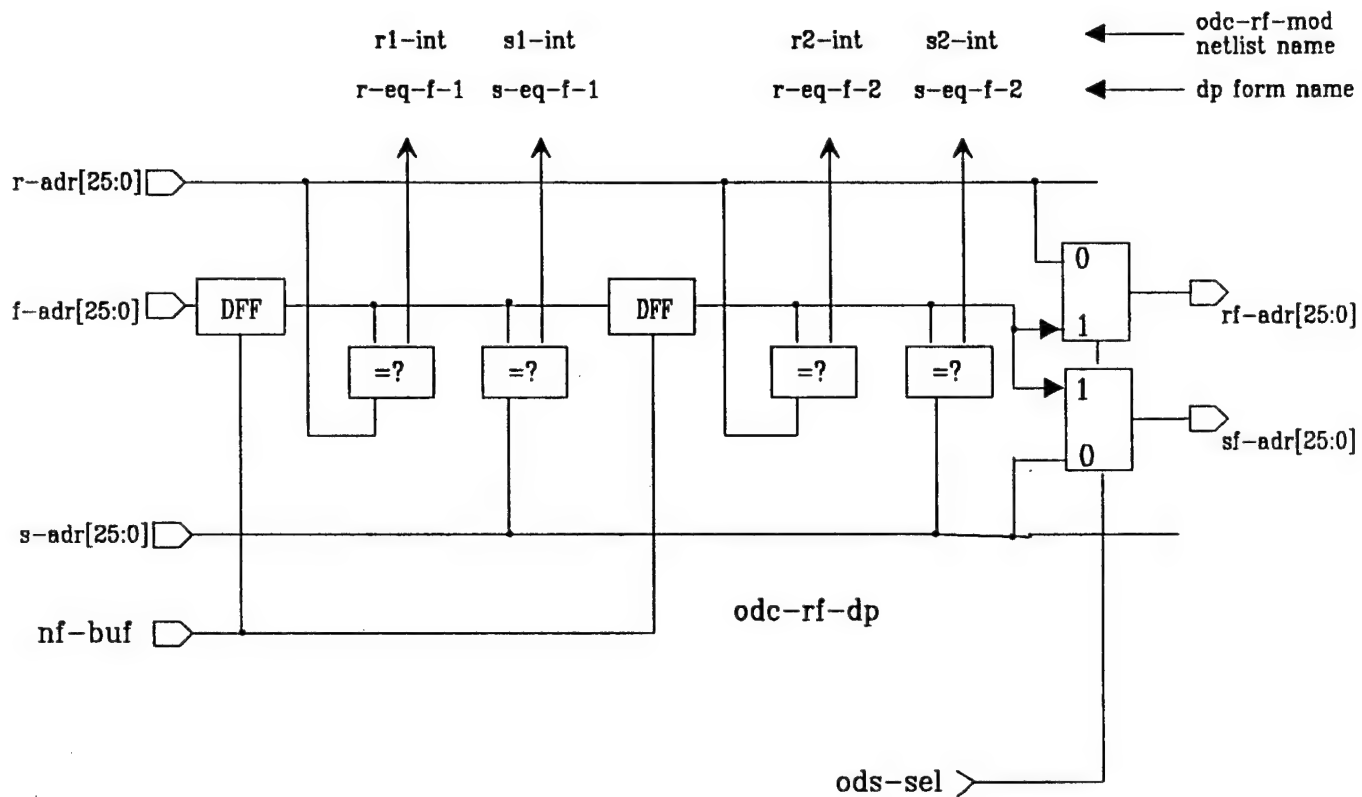 r1-int s1-int r2-int s2-int odc-rf-mod
netlist name
r-eq-f-1 s-eq-f-1 r-eq-f-2 s-eq-f-2 dp form name
r-adr[25:0]
0
f-adr[25:0] DFF DFF rf-adr[25:0]
1
=? =? =? =?
1
sf-adr[25:0]
0
s-adr[25:0]
odc-rf-dp
nf-buf
ods-sel